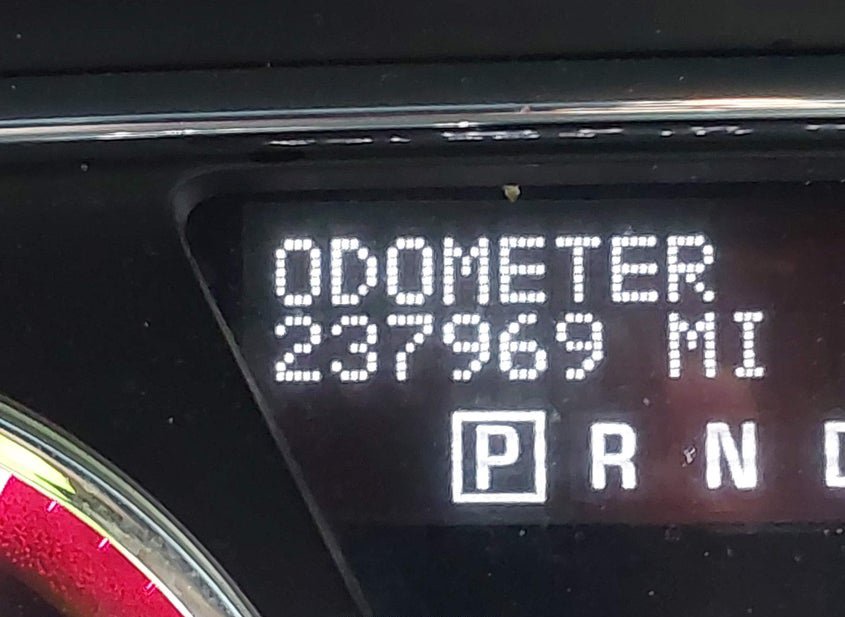 ODOMETER
237969 MI
P R N D